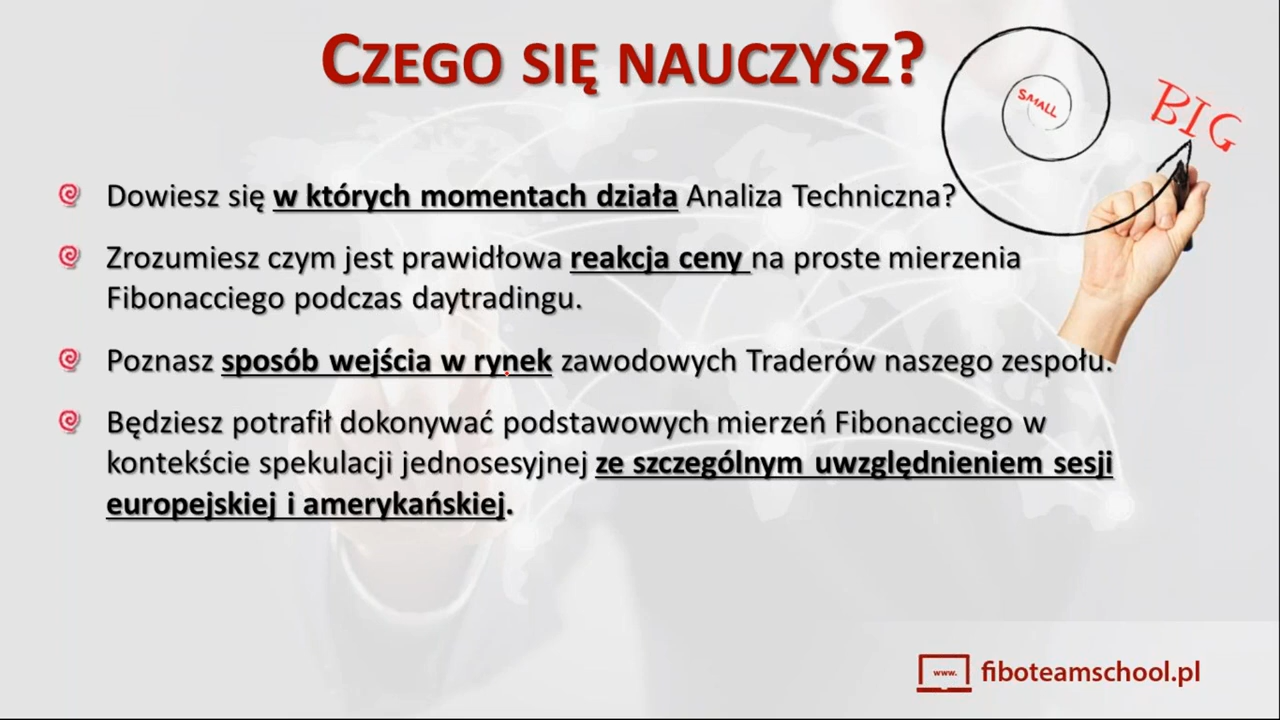 CZEGO SIĘ NAUCZYSZ?
SMALL
BIG
Dowiesz się w których momentach działa Analiza Techniczna?
Zrozumiesz czym jest prawidłowa reakcja ceny na proste mierzenia
Fibonacciego podczas daytradingu.
Poznasz sposób wejścia w rynek zawodowych Traderów naszego zespołu.
Będziesz potrafił dokonywać podstawowych mierzeń Fibonacciego w
kontekście spekulacji jednosesyjnej ze szczególnym uwzględnieniem sesji
europejskiej i amerykańskiej.
www.
fiboteamschool.pl